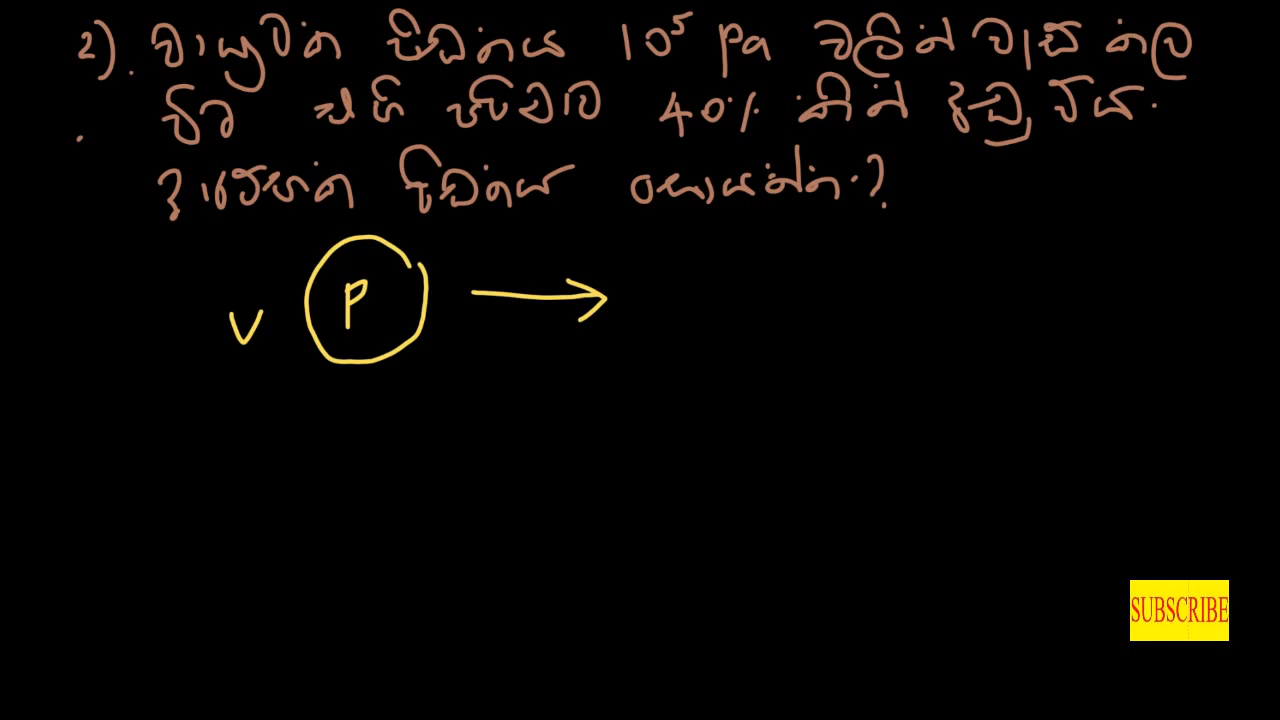 2). වායුවක පීඩනය 10⁵ pa වලින් වැඩි කල
විට එහි පරිමාව 40% කින් අඩු විය.
ආරම්භක පීඩනය සොයන්න.?
V P →
SUBSCRIBE